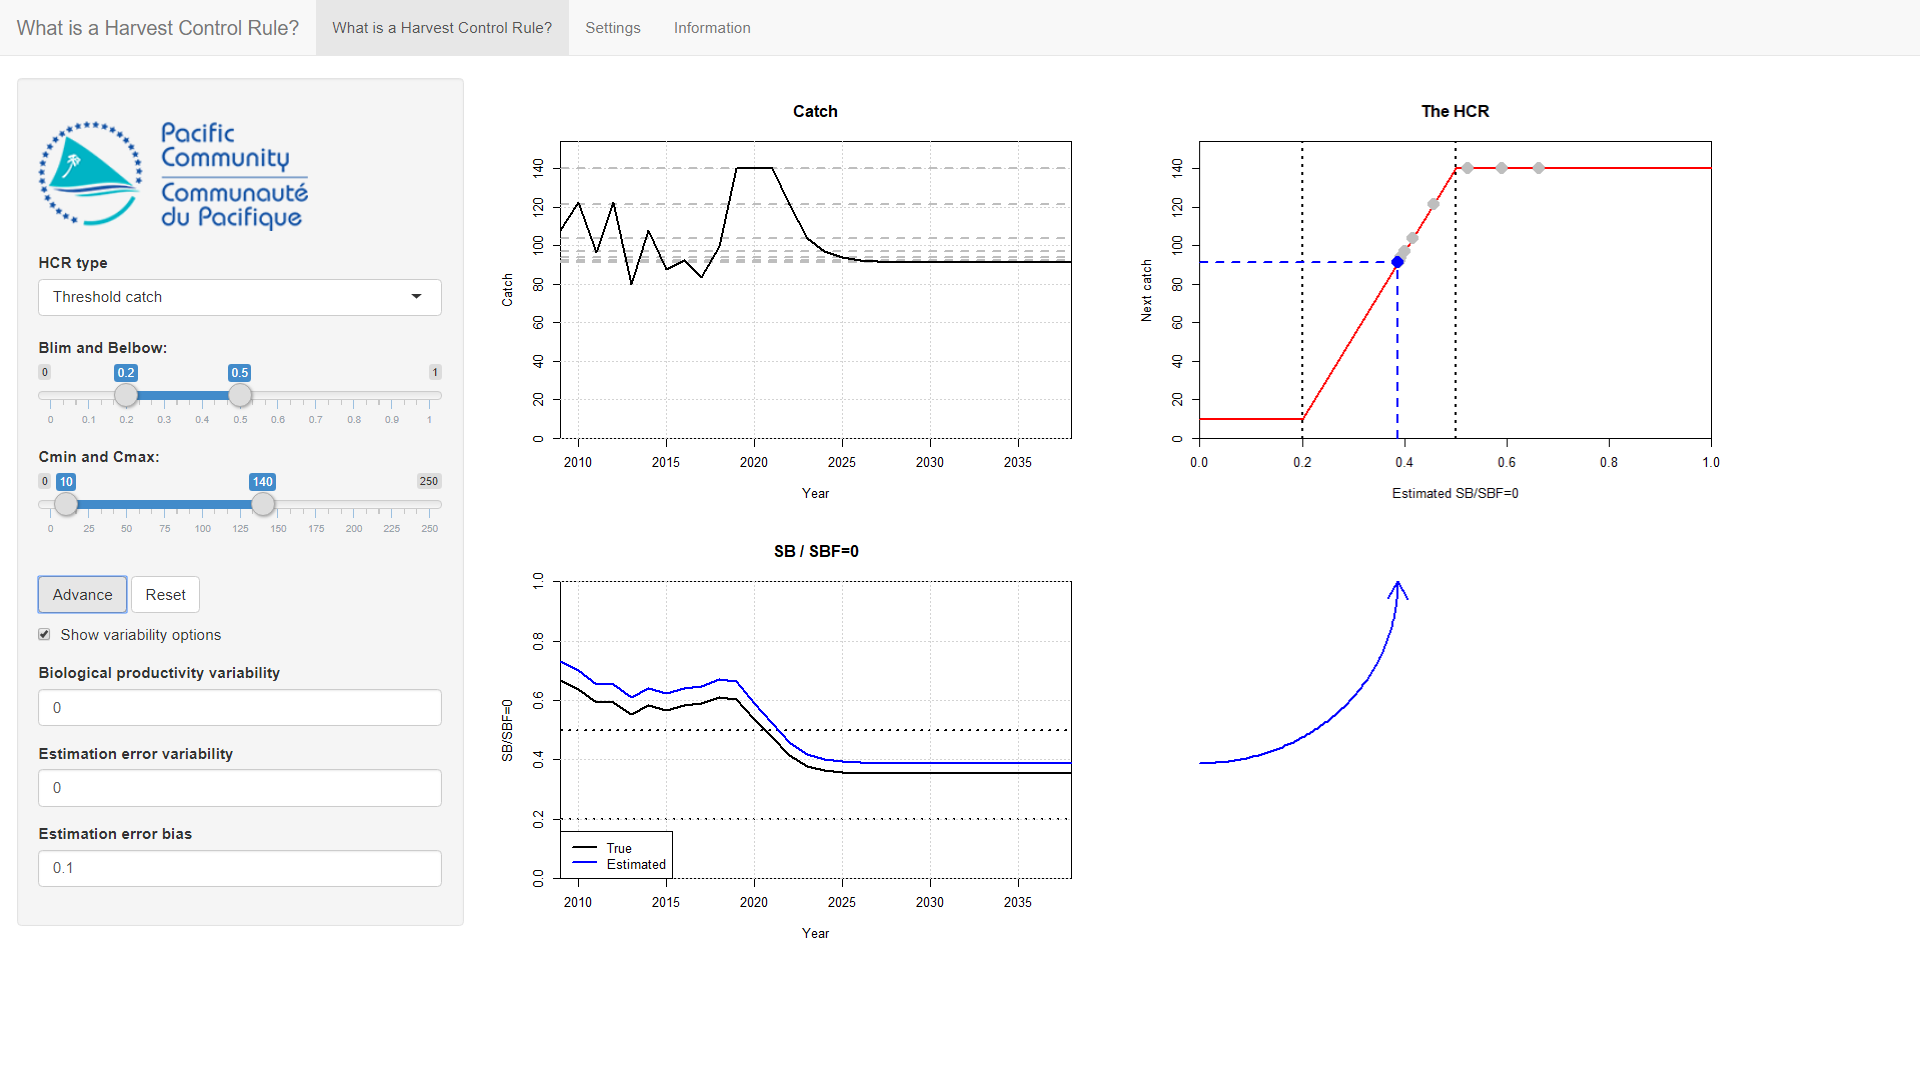 What is a Harvest Control Rule?
What is a Harvest Control Rule?
Settings
Information
Pacific
Community
Communauté
du Pacifique
HCR type
Threshold catch
Blim and Belbow:
0 0.2 0.5 1
0 0.1 0.2 0.3 0.4 0.5 0.6 0.7 0.8 0.9 1
Cmin and Cmax:
0 10 140 250
0 25 50 75 100 125 150 175 200 225 250
Advance
Reset
Show variability options
Biological productivity variability
0
Estimation error variability
0
Estimation error bias
0.1
Catch
Catch
0 20 40 60 80 100 120 140
2010 2015 2020 2025 2030 2035
Year
The HCR
Next catch
0 20 40 60 80 100 120 140
0.0 0.2 0.4 0.6 0.8 1.0
Estimated SB/SBF=0
SB / SBF=0
SB/SBF=0
0.0 0.2 0.4 0.6 0.8 1.0
True
Estimated
2010 2015 2020 2025 2030 2035
Year